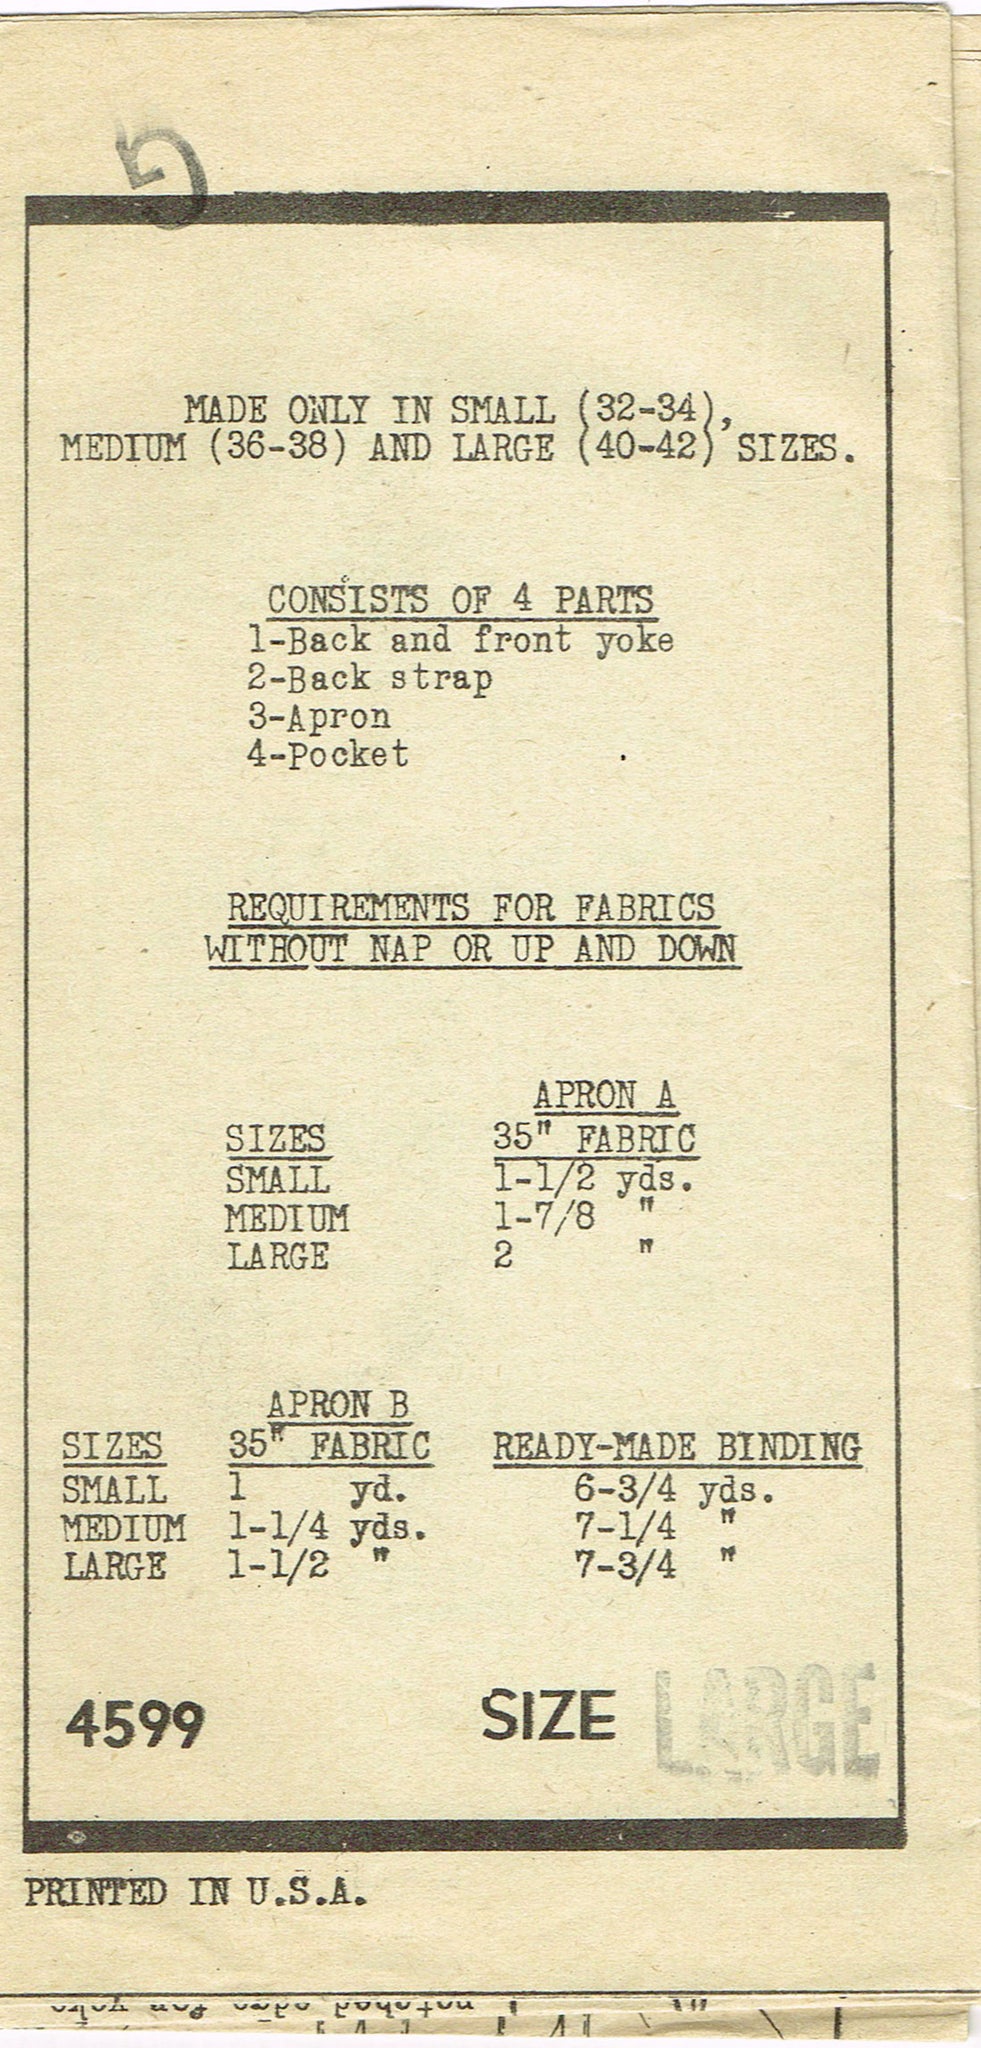 G
MADE ONLY IN SMALL (32-34),
MEDIUM (36-38) AND LARGE (40-42) SIZES.
CONSISTS OF 4 PARTS
1-Back and front yoke
2-Back strap
3-Apron
4-Pocket
REQUIREMENTS FOR FABRICS
WITHOUT NAP OR UP AND DOWN
APRON A
SIZES 35" FABRIC
SMALL 1-1/2 yds.
MEDIUM 1-7/8 "
LARGE 2 "
APRON B
SIZES 35" FABRIC READY-MADE BINDING
SMALL 1 yd. 6-3/4 yds.
MEDIUM 1-1/4 yds. 7-1/4 "
LARGE 1-1/2 " 7-3/4 "
4599 SIZE LARGE
PRINTED IN U.S.A.
notched edge for yoke